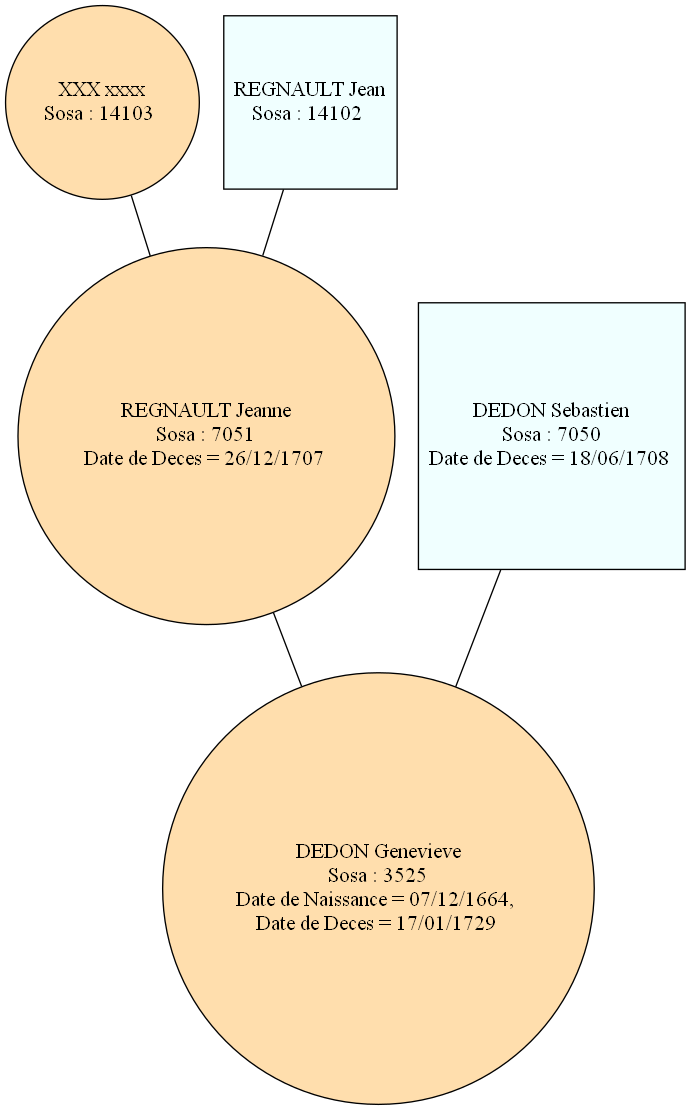 XXX xxxx
Sosa : 14103
REGNAULT Jean
Sosa : 14102
REGNAULT Jeanne
Sosa : 7051
Date de Deces = 26/12/1707
DEDON Sebastien
Sosa : 7050
Date de Deces = 18/06/1708
DEDON Genevieve
Sosa : 3525
Date de Naissance = 07/12/1664,
Date de Deces = 17/01/1729